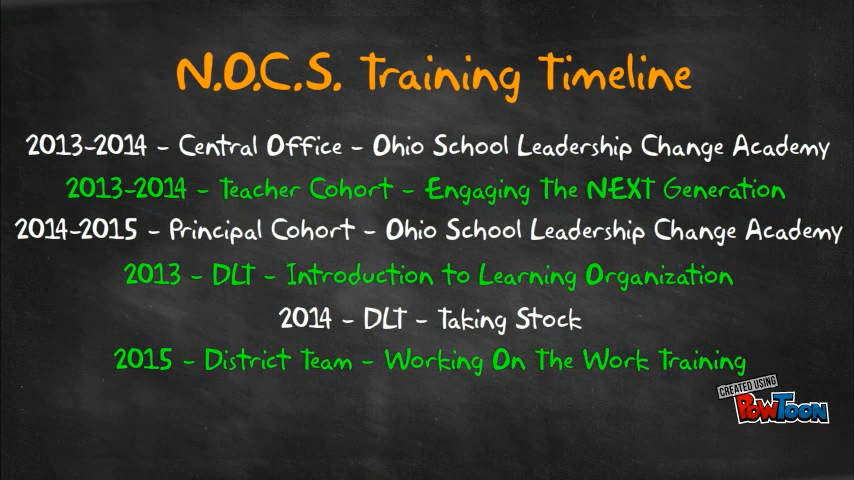 N.O.C.S. Training Timeline
2013-2014 - Central Office - Ohio School Leadership Change Academy
2013-2014 - Teacher Cohort - Engaging The NEXT Generation
2014-2015 - Principal Cohort - Ohio School Leadership Change Academy
2013 - DLT - Introduction to Learning Organization
2014 - DLT - Taking Stock
2015 - District Team - Working On The Work Training
CREATED USING
POWTOON